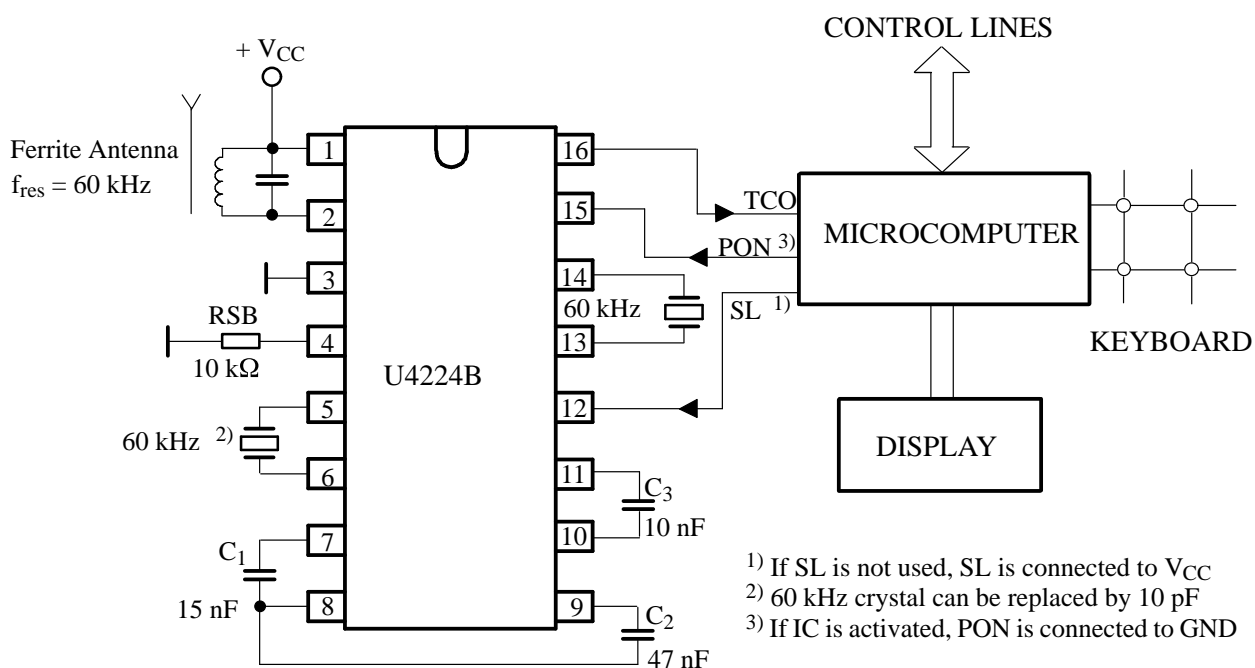 CONTROL LINES
+ VCC
Ferrite Antenna
fres = 60 kHz
1
2
3
RSB
4
10 kΩ
5
60 kHz 2)
6
7
C1
15 nF
8
U4224B
16
15
14
60 kHz
13
12
11
C3
10 nF
10
9
C2
47 nF
TCO
PON 3)
SL 1)
MICROCOMPUTER
KEYBOARD
DISPLAY
1) If SL is not used, SL is connected to VCC
2) 60 kHz crystal can be replaced by 10 pF
3) If IC is activated, PON is connected to GND